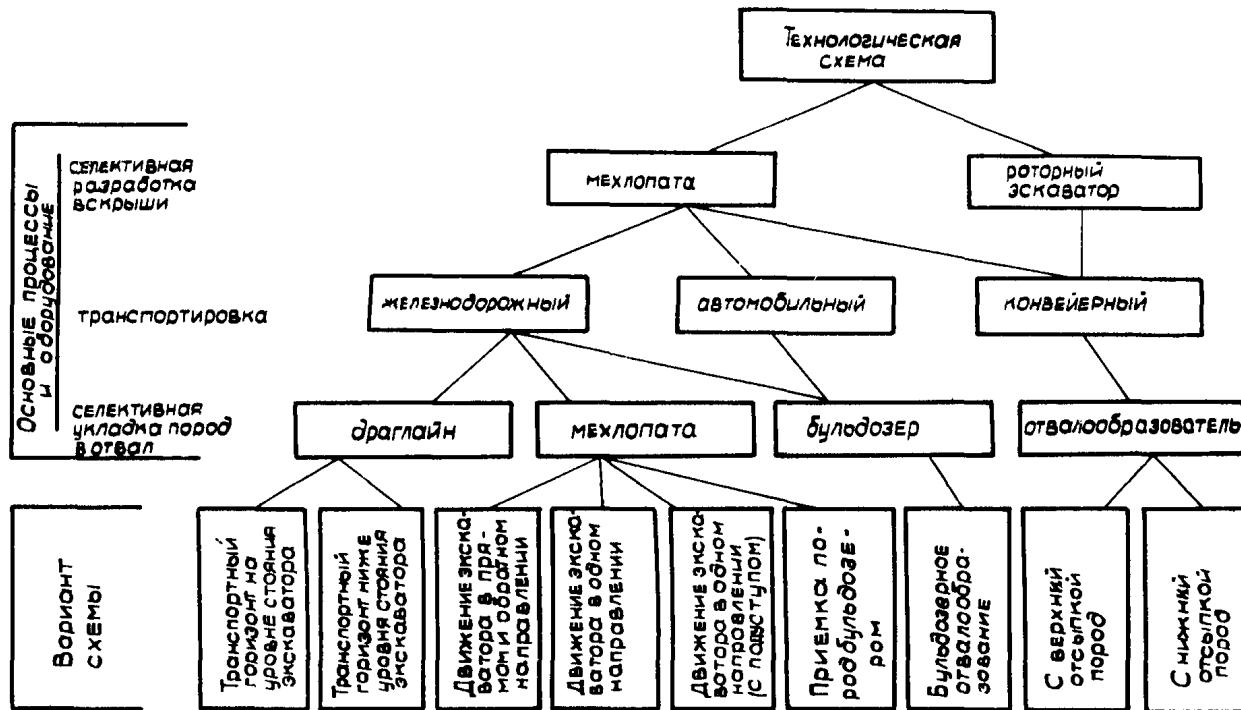 Технологическая
схема
Основные процессы
и оборудование
селективная
разработка
вскрыши
мехлопата
роторный
эскаватор
транспортировка
железнодорожный
автомобильный
конвейерный
селективная
укладка пород
в отвал
драглайн
мехлопата
бульдозер
отвалообразователь
Вариант
схемы
Транспортный
горизонт на
уровне стояния
экскаватора
Транспортный
горизонт ниже
уровня стояния
экскаватора
Движение экска-
ватора в пря-
мом и обратном
направлении
Движение экска-
ватора в одном
направлении
Движение экска-
ватора в одном
направлении
(с подуступом)
Приемка по-
род бульдозе-
ром
Бульдозерное
отвалообра-
зование
С верхней
отсыпкой
пород
С нижней
отсыпкой
пород